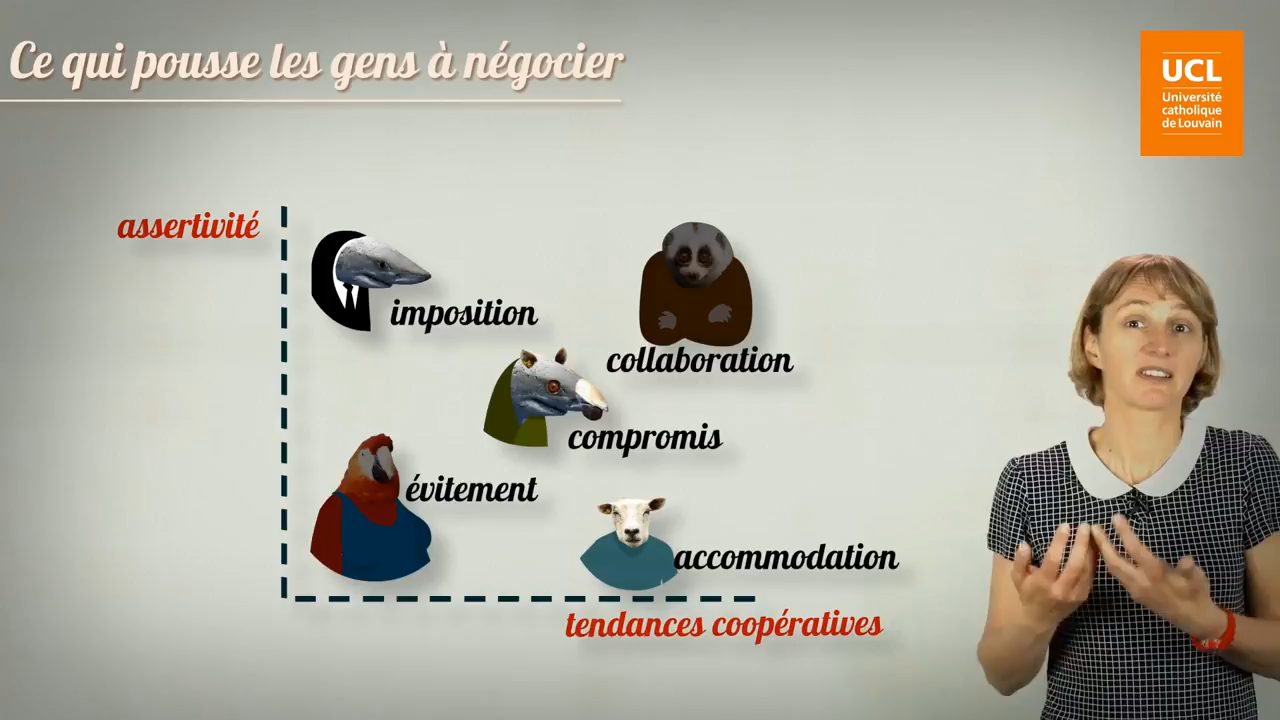 Ce qui pousse les gens à négocier
UCL
Université
catholique
de Louvain
assertivité
imposition
collaboration
compromis
évitement
accommodation
tendances coopératives